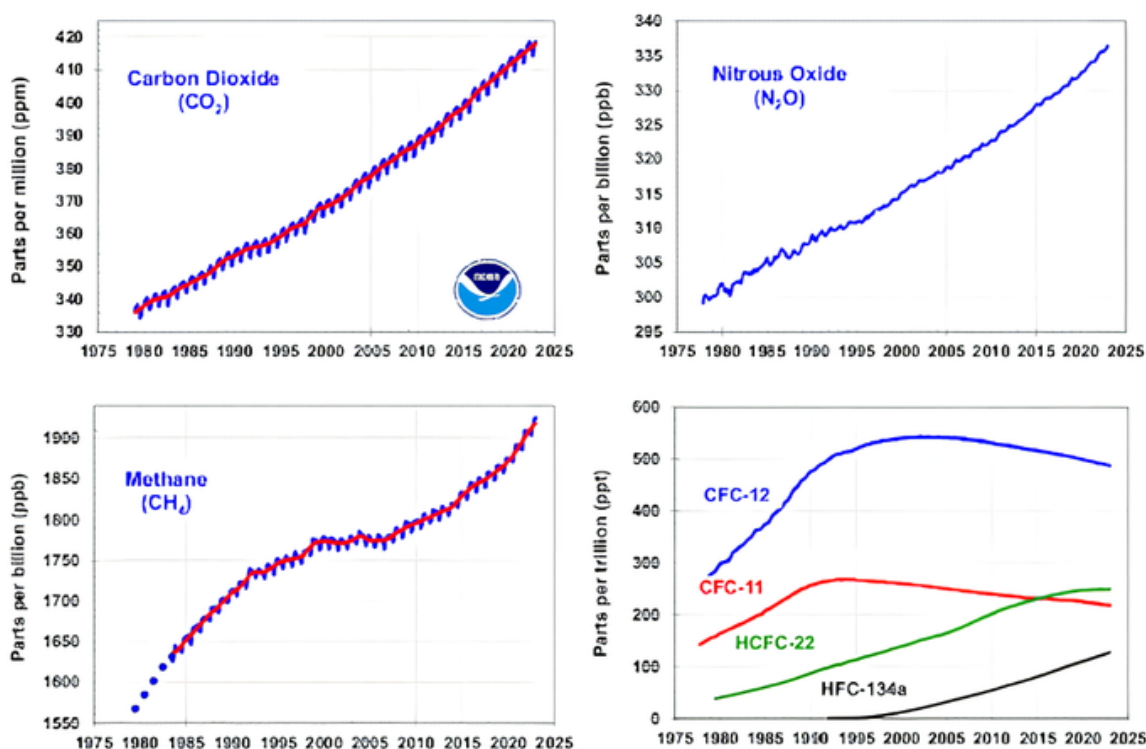 Parts per million (ppm)
420
410
400
390
380
370
360
350
340
330
Carbon Dioxide
(CO₂)
1975 1980 1985 1990 1995 2000 2005 2010 2015 2020 2025
Parts per billion (ppb)
340
335
330
325
320
315
310
305
300
295
Nitrous Oxide
(N₂O)
1975 1980 1985 1990 1995 2000 2005 2010 2015 2020 2025
Parts per billion (ppb)
1900
1850
1800
1750
1700
1650
1600
1550
Methane
(CH₄)
1975 1980 1985 1990 1995 2000 2005 2010 2015 2020 2025
Parts per trillion (ppt)
600
500
400
300
200
100
0
CFC-12
CFC-11
HCFC-22
HFC-134a
1975 1980 1985 1990 1995 2000 2005 2010 2015 2020 2025